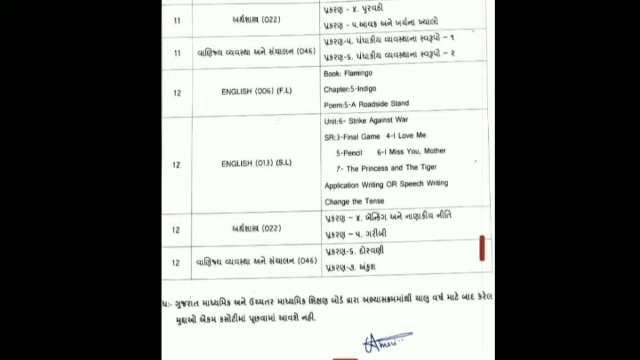 પ્રકરણ - ૪. પુરવઠો
11 અર્થશાસ્ત્ર (022)
પ્રકરણ - ૫.આવક અને ખર્ચના ખ્યાલો
11 વાણિજ્ય વ્યવસ્થા અને સંચાલન (046)
પ્રકરણ-૫. ધંધાકીય વ્યવસ્થાના સ્વરૂપો - ૧
પ્રકરણ-૬. ધંધાકીય વ્યવસ્થાના સ્વરૂપો - ૨
12 ENGLISH (006) (F.L)
Book: Flamingo
Chapter:5-Indigo
Poem:5-A Roadside Stand
12 ENGLISH (013) (S.L)
Unit:6- Strike Against War
SR:3-Final Game 4-I Love Me
5-Pencil 6-I Miss You, Mother
7- The Princess and The Tiger
Application Writing OR Speech Writing
Change the Tense
12 અર્થશાસ્ત્ર (022)
પ્રકરણ - ૪. બેન્કિંગ અને નાણાકીય નીતિ
પ્રકરણ - ૫. ગરીબી
12 વાણિજ્ય વ્યવસ્થા અને સંચાલન (046)
પ્રકરણ-૬. દોરવણી
પ્રકરણ-૭. અંકુશ
ગુજરાત માધ્યમિક અને ઉચ્ચતર માધ્યમિક શિક્ષણ બોર્ડ દ્વારા અભ્યાસક્રમમાંથી ચાલુ વર્ષ માટે બાદ કરેલ
મુદ્દાઓ એકમ કસોટીમાં પૂછવામાં આવશે નહી.